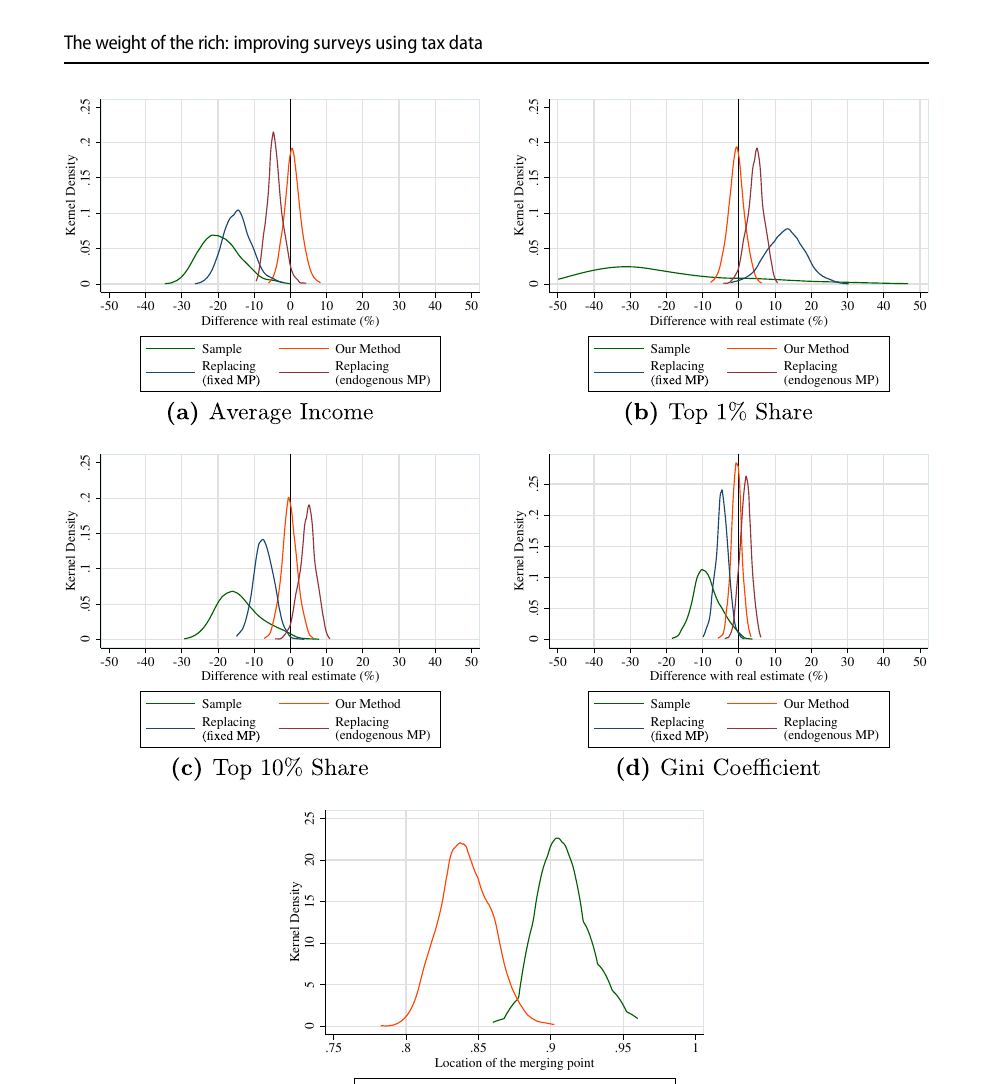 The weight of the rich: improving surveys using tax data
Kernel Density
0 .05 .1 .15 .2 .25
-50 -40 -30 -20 -10 0 10 20 30 40 50
Difference with real estimate (%)
Sample Our Method
Replacing (fixed MP) Replacing (endogenous MP)
(a) Average Income
Kernel Density
0 .05 .1 .15 .2 .25
-50 -40 -30 -20 -10 0 10 20 30 40 50
Difference with real estimate (%)
Sample Our Method
Replacing (fixed MP) Replacing (endogenous MP)
(b) Top 1% Share
Kernel Density
0 .05 .1 .15 .2 .25
-50 -40 -30 -20 -10 0 10 20 30 40 50
Difference with real estimate (%)
Sample Our Method
Replacing (fixed MP) Replacing (endogenous MP)
(c) Top 10% Share
Kernel Density
0 .05 .1 .15 .2 .25
-50 -40 -30 -20 -10 0 10 20 30 40 50
Difference with real estimate (%)
Sample Our Method
Replacing (fixed MP) Replacing (endogenous MP)
(d) Gini Coefficient
Kernel Density
0 5 10 15 20 25
.75 .8 .85 .9 .95 1
Location of the merging point